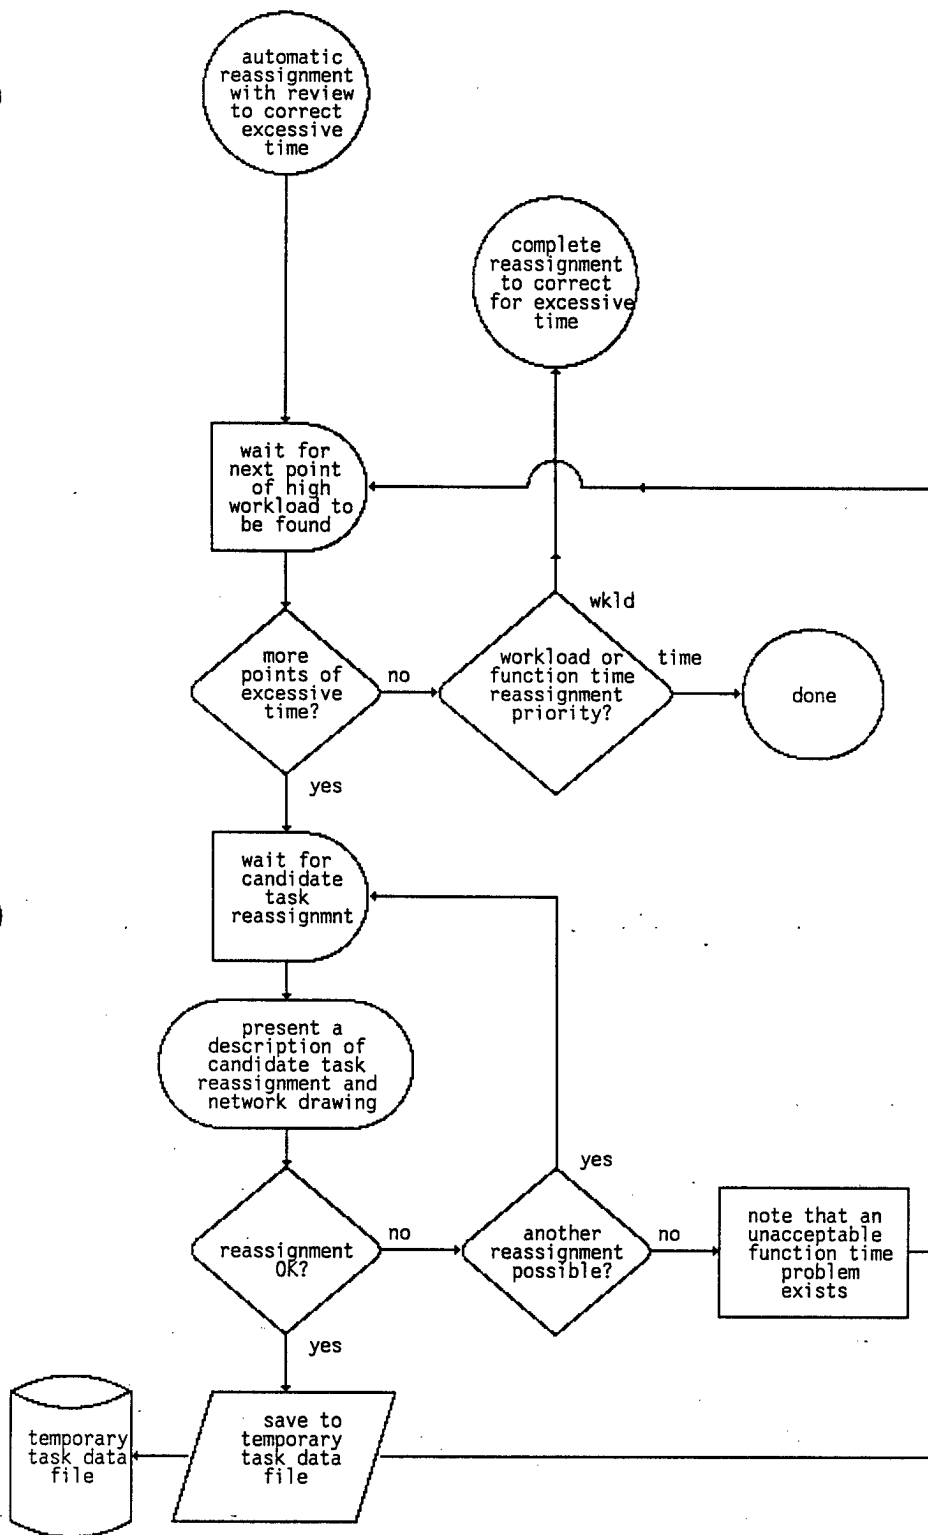 automatic
reassignment
with review
to correct
excessive
time
complete
reassignment
to correct
for excessive
time
wait for
next point
of high
workload to
be found
wkld
more
points of
excessive
time?
no
workload or
function time
reassignment
priority?
time
done
yes
wait for
candidate
task
reassignmnt
present a
description of
candidate task
reassignment and
network drawing
yes
reassignment
OK?
no
another
reassignment
possible?
no
note that an
unacceptable
function time
problem
exists
yes
temporary
task data
file
save to
temporary
task data
file